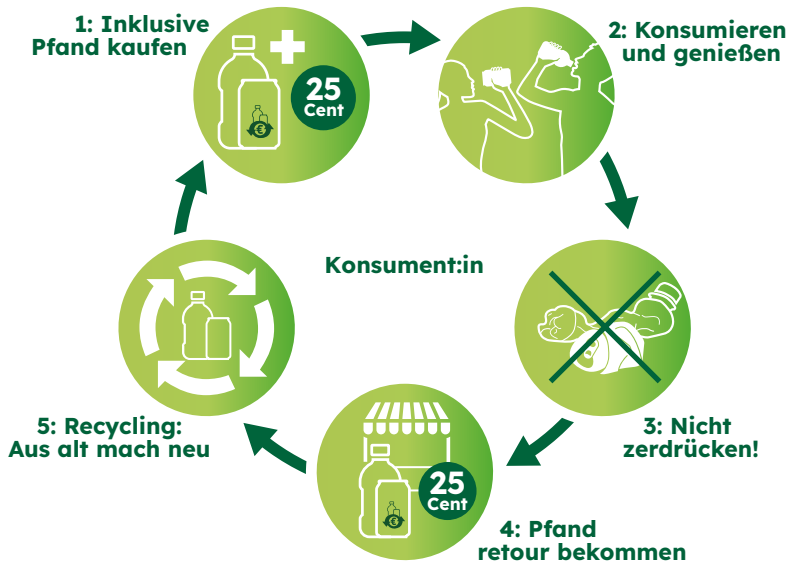 1: Inklusive
Pfand kaufen
25
Cent
€
2: Konsumieren
und genießen
Konsument:in
3: Nicht
zerdrücken!
25
Cent
€
4: Pfand
retour bekommen
5: Recycling:
Aus alt mach neu